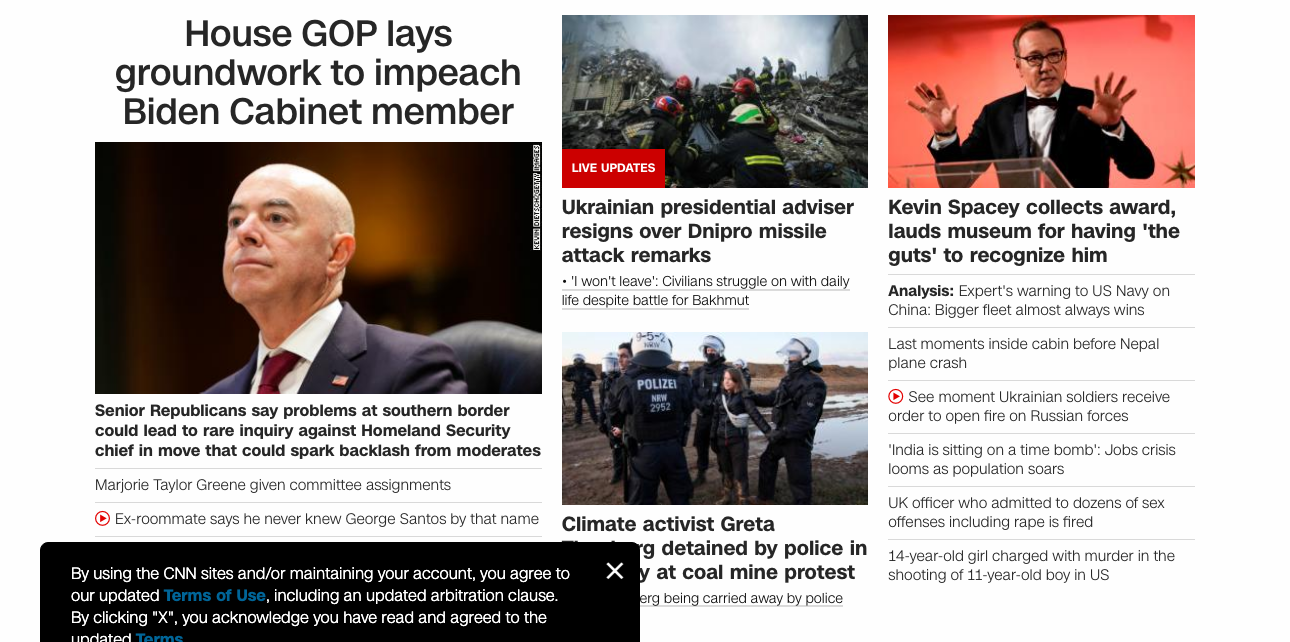 House GOP lays
groundwork to impeach
Biden Cabinet member
KEVIN DIETSCH/GETTY IMAGES
Senior Republicans say problems at southern border
could lead to rare inquiry against Homeland Security
chief in move that could spark backlash from moderates
Marjorie Taylor Greene given committee assignments
Ex-roommate says he never knew George Santos by that name
LIVE UPDATES
Ukrainian presidential adviser
resigns over Dnipro missile
attack remarks
• 'I won't leave': Civilians struggle on with daily
life despite battle for Bakhmut
9-5-2
NRW
POLIZEI
NRW
2952
Climate activist Greta
detained by police in
at coal mine protest
being carried away by police
Kevin Spacey collects award,
lauds museum for having 'the
guts' to recognize him
Analysis: Expert's warning to US Navy on
China: Bigger fleet almost always wins
Last moments inside cabin before Nepal
plane crash
See moment Ukrainian soldiers receive
order to open fire on Russian forces
'India is sitting on a time bomb': Jobs crisis
looms as population soars
UK officer who admitted to dozens of sex
offenses including rape is fired
14-year-old girl charged with murder in the
shooting of 11-year-old boy in US
By using the CNN sites and/or maintaining your account, you agree to
our updated Terms of Use, including an updated arbitration clause.
By clicking "X", you acknowledge you have read and agreed to the
updated Terms